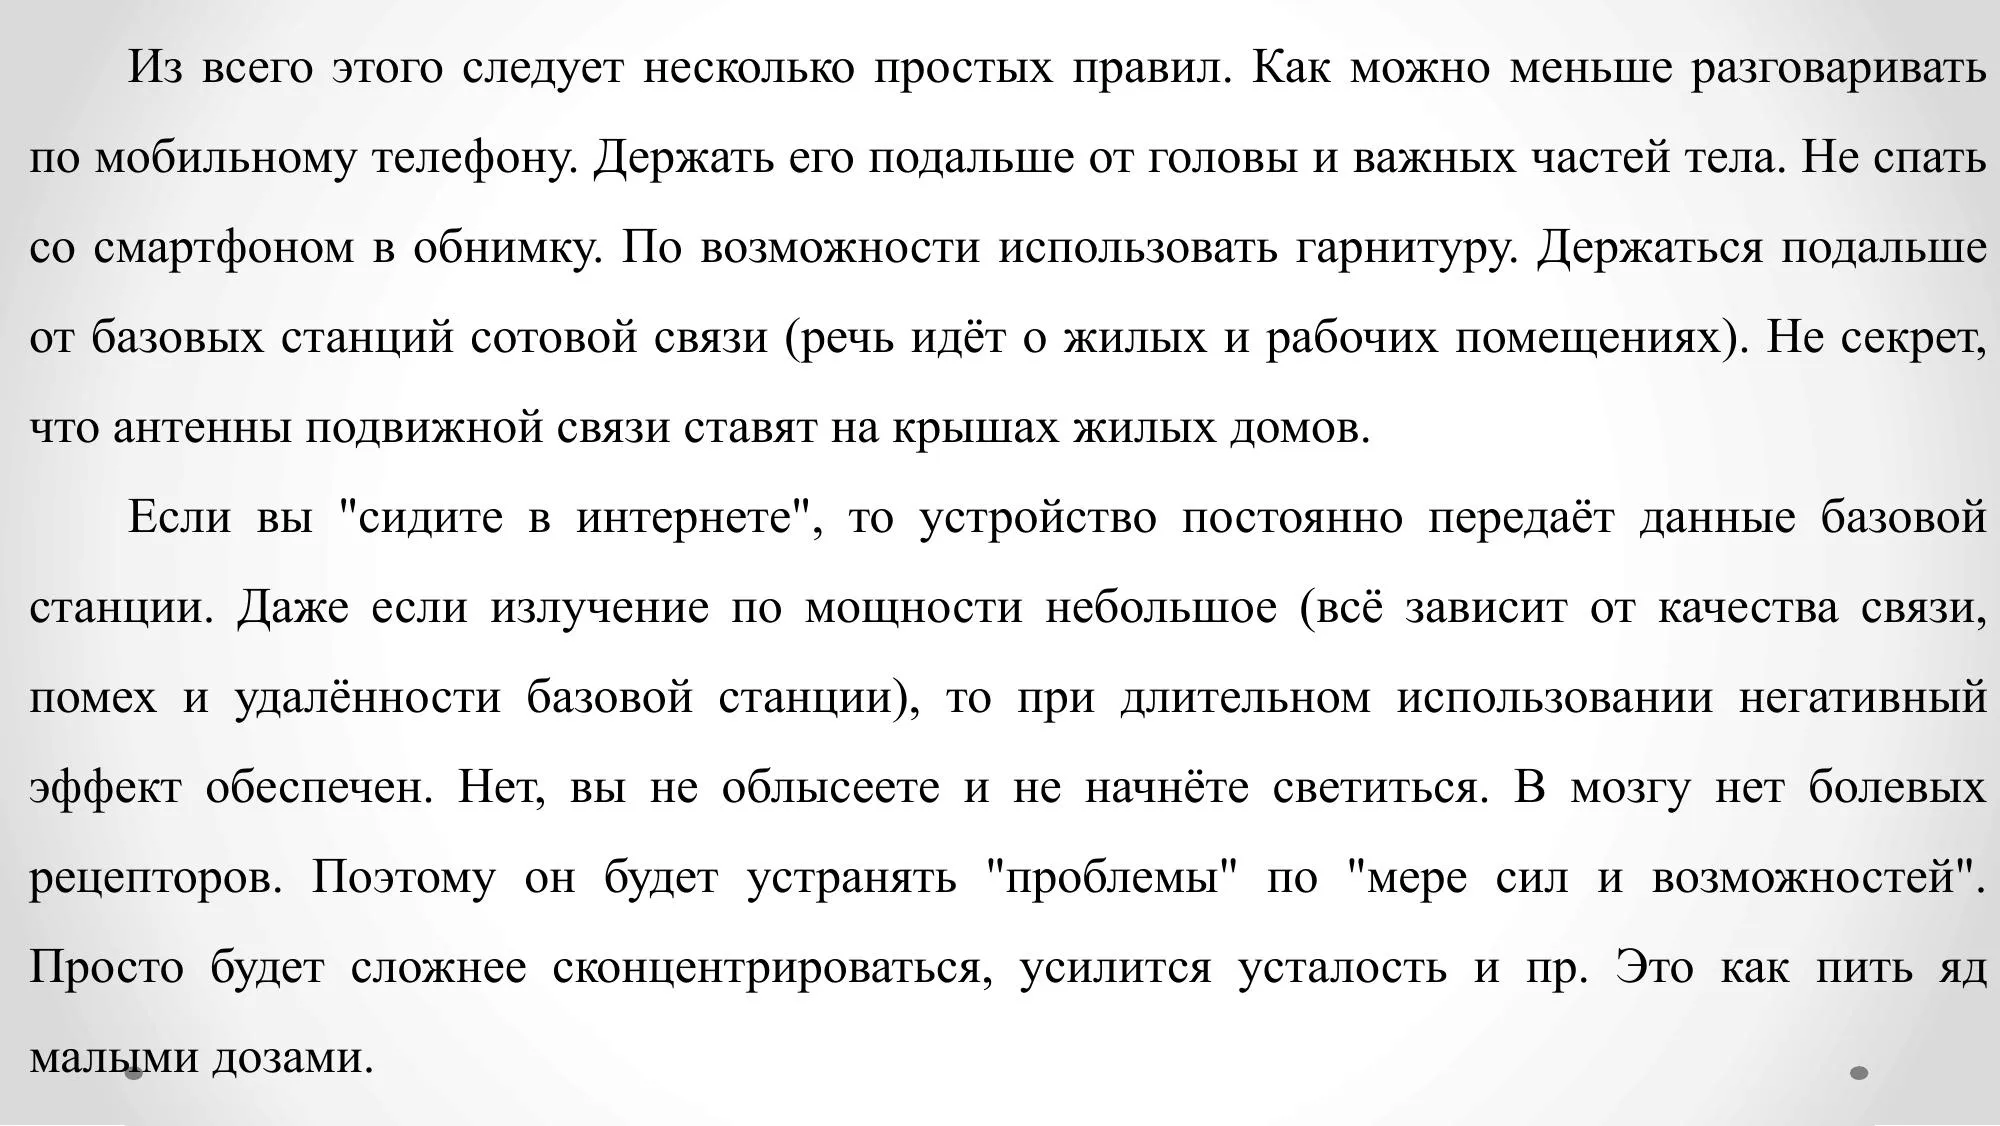 Из всего этого следует несколько простых правил. Как можно меньше разговаривать
по мобильному телефону. Держать его подальше от головы и важных частей тела. Не спать
со смартфоном в обнимку. По возможности использовать гарнитуру. Держаться подальше
от базовых станций сотовой связи (речь идёт о жилых и рабочих помещениях). Не секрет,
что антенны подвижной связи ставят на крышах жилых домов.
Если вы "сидите в интернете", то устройство постоянно передаёт данные базовой
станции. Даже если излучение по мощности небольшое (всё зависит от качества связи,
помех и удалённости базовой станции), то при длительном использовании негативный
эффект обеспечен. Нет, вы не облысеете и не начнёте светиться. В мозгу нет болевых
рецепторов. Поэтому он будет устранять "проблемы" по "мере сил и возможностей".
Просто будет сложнее сконцентрироваться, усилится усталость и пр. Это как пить яд
малыми дозами.